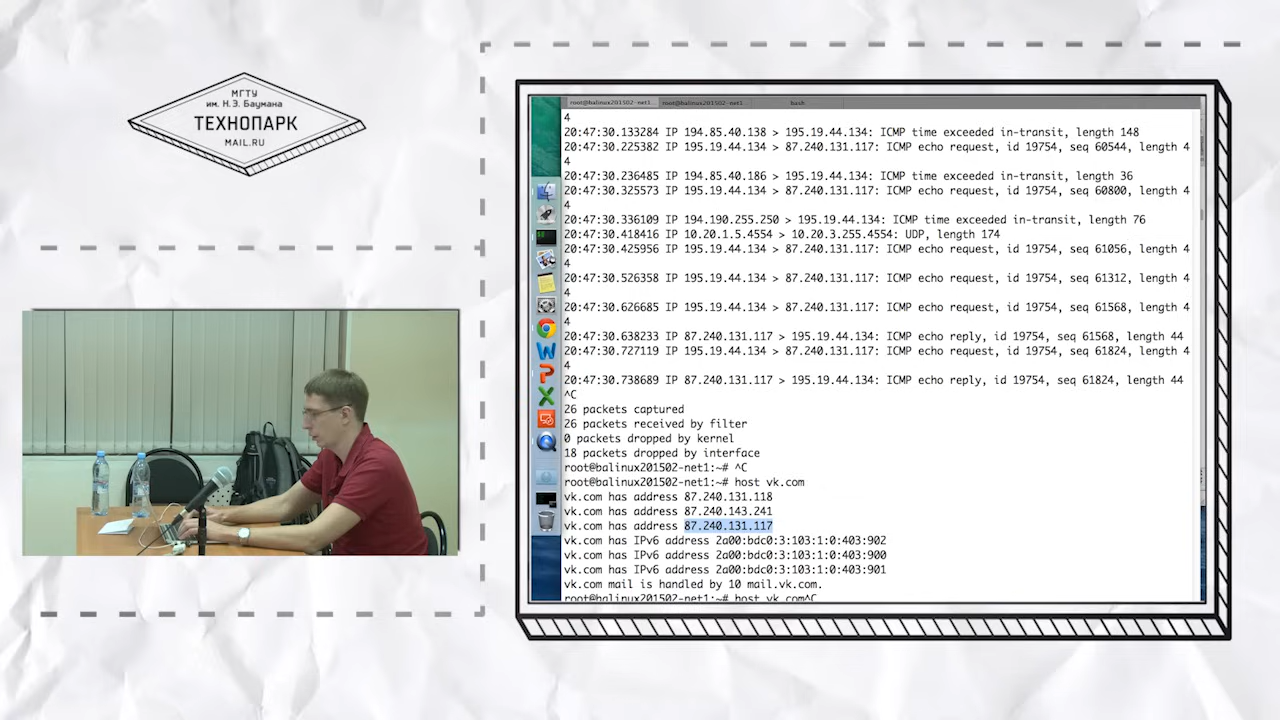 МГТУ
им. Н.Э. Баумана
ТЕХНОПАРК
MAIL.RU
root@balinux201502-net1... root@balinux201502-net1... bash
4
20:47:30.133284 IP 194.85.40.138 > 195.19.44.134: ICMP time exceeded in-transit, length 148
20:47:30.225382 IP 195.19.44.134 > 87.240.131.117: ICMP echo request, id 19754, seq 60544, length 4
4
20:47:30.236485 IP 194.85.40.186 > 195.19.44.134: ICMP time exceeded in-transit, length 36
20:47:30.325573 IP 195.19.44.134 > 87.240.131.117: ICMP echo request, id 19754, seq 60800, length 4
4
20:47:30.336109 IP 194.190.255.250 > 195.19.44.134: ICMP time exceeded in-transit, length 76
20:47:30.418416 IP 10.20.1.5.4554 > 10.20.3.255.4554: UDP, length 174
20:47:30.425956 IP 195.19.44.134 > 87.240.131.117: ICMP echo request, id 19754, seq 61056, length 4
4
20:47:30.526358 IP 195.19.44.134 > 87.240.131.117: ICMP echo request, id 19754, seq 61312, length 4
4
20:47:30.626685 IP 195.19.44.134 > 87.240.131.117: ICMP echo request, id 19754, seq 61568, length 4
4
20:47:30.638233 IP 87.240.131.117 > 195.19.44.134: ICMP echo reply, id 19754, seq 61568, length 44
20:47:30.727119 IP 195.19.44.134 > 87.240.131.117: ICMP echo request, id 19754, seq 61824, length 4
4
20:47:30.738689 IP 87.240.131.117 > 195.19.44.134: ICMP echo reply, id 19754, seq 61824, length 44
^C
26 packets captured
26 packets received by filter
0 packets dropped by kernel
18 packets dropped by interface
root@balinux201502-net1:~# ^C
root@balinux201502-net1:~# host vk.com
vk.com has address 87.240.131.118
vk.com has address 87.240.143.241
vk.com has address 87.240.131.117
vk.com has IPv6 address 2a00:bdc0:3:103:1:0:403:902
vk.com has IPv6 address 2a00:bdc0:3:103:1:0:403:900
vk.com has IPv6 address 2a00:bdc0:3:103:1:0:403:901
vk.com mail is handled by 10 mail.vk.com.
root@balinux201502-net1:~# host vk.com^C